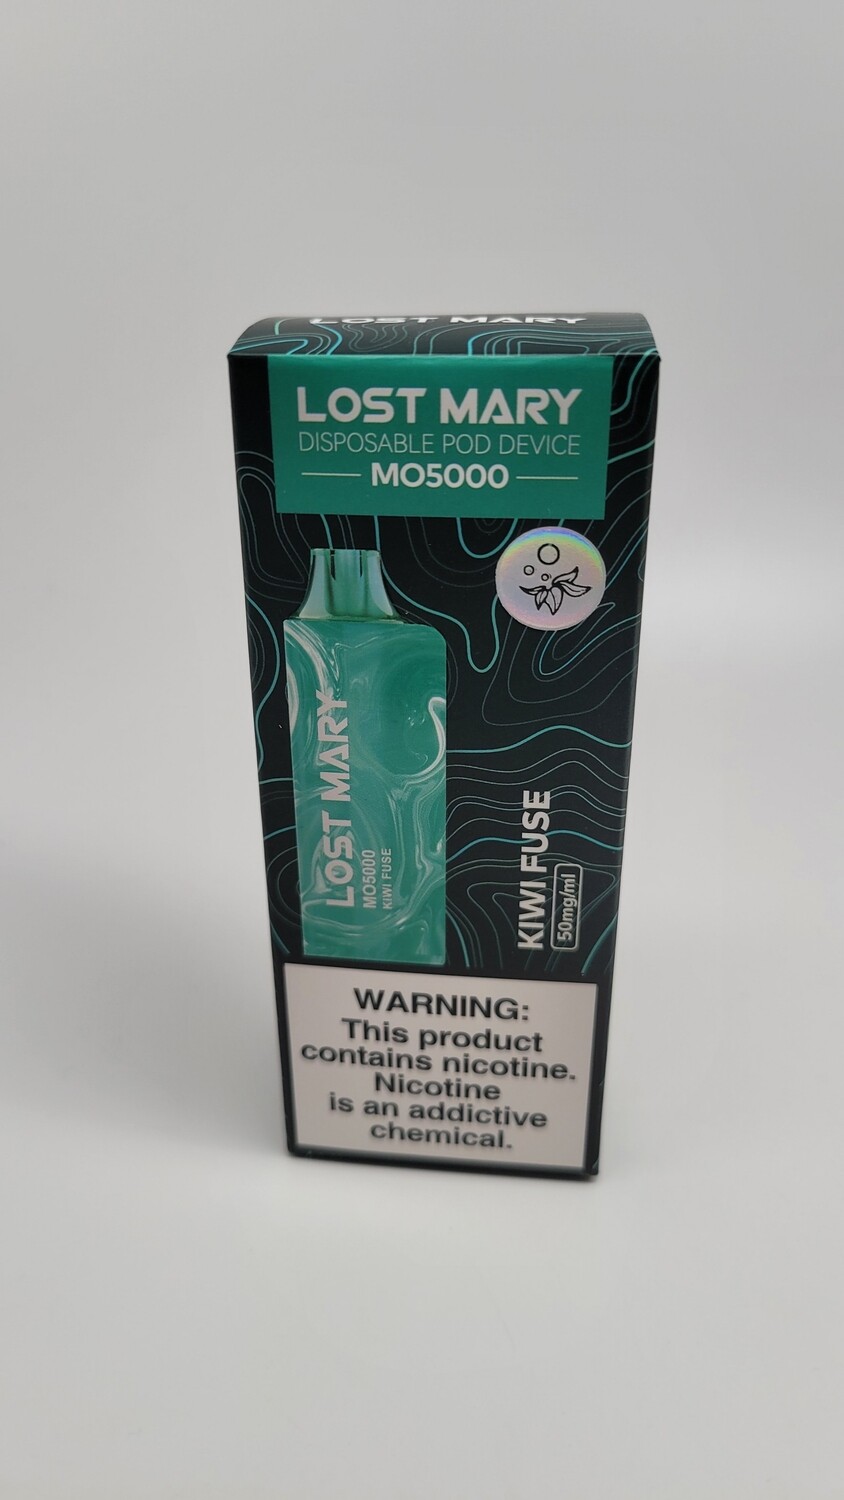 LOST MARY
LOST MARY
DISPOSABLE POD DEVICE
MO5000
LOST MARY
MO5000
KIWI FUSE
KIWI FUSE
50mg/ml
WARNING:
This product
contains nicotine.
Nicotine
is an addictive
chemical.